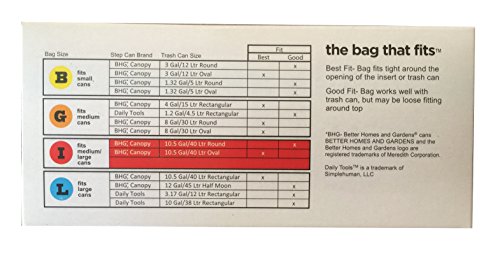 Fit
Bag Size Step Can Brand Trash Can Size Best Good
B fits small cans
BHG, Canopy 3 Gal/12 Ltr Round x
BHG, Canopy 3 Gal/12 Ltr Oval x
BHG, Canopy 1.32 Gal/5 Ltr Round x
BHG, Canopy 1.32 Gal/5 Ltr Oval x
G fits medium cans
BHG, Canopy 4 Gal/15 Ltr Rectangular x
Daily Tools 1.2 Gal/4.5 Ltr Rectangular x
BHG, Canopy 8 Gal/30 Ltr Round x
BHG, Canopy 8 Gal/30 Ltr Oval x
I fits medium/ large cans
BHG, Canopy 10.5 Gal/40 Ltr Round x
BHG, Canopy 10.5 Gal/40 Ltr Oval x
L fits large cans
BHG, Canopy 10.5 Gal/40 Ltr Rectangular x
BHG, Canopy 12 Gal/45 Ltr Half Moon x
Daily Tools 3.17 Gal/12 Ltr Rectangular x
Daily Tools 10 Gal/38 Ltr Rectangular x
the bag that fits™
Best Fit- Bag fits tight around the
opening of the insert or trash can
Good Fit- Bag works well with
trash can, but may be loose fitting
around top
*BHG- Better Homes and Gardens® cans
BETTER HOMES AND GARDENS and the
Better Homes and Gardens logo are
registered trademarks of Meredith Corporation.
Daily Tools™ is a trademark of
Simplehuman, LLC